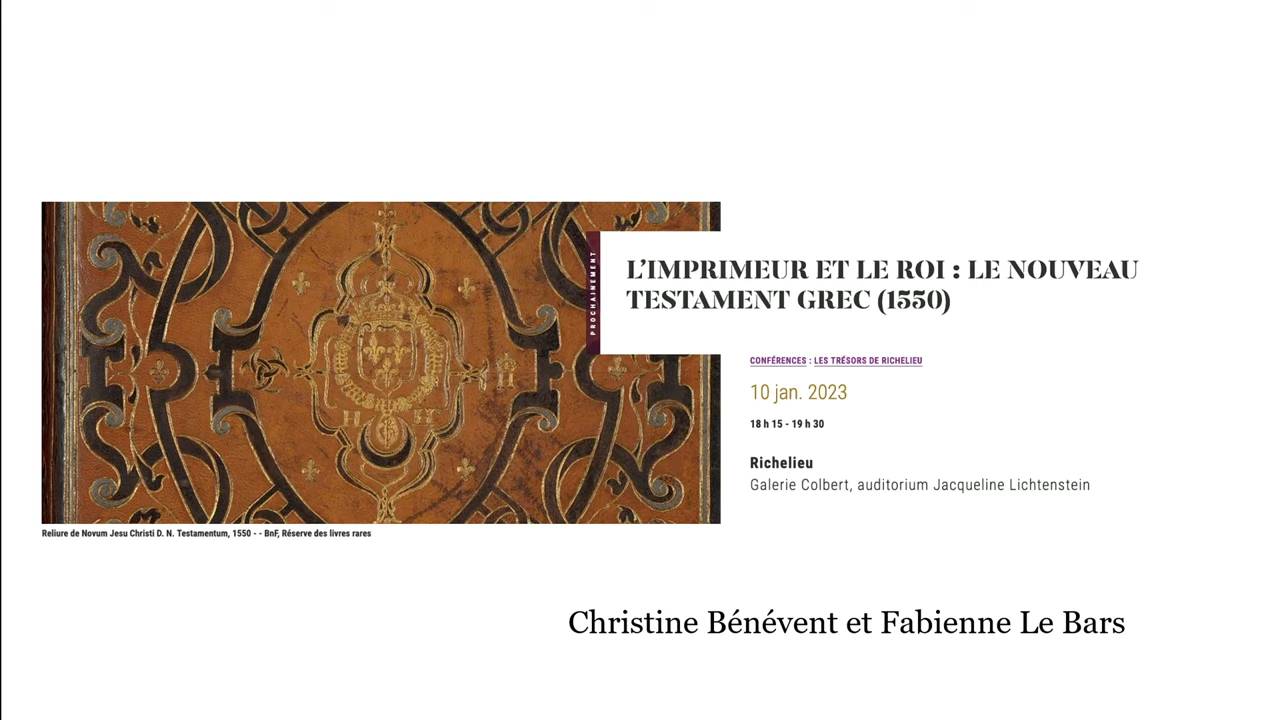 PROCHAINEMENT
L'IMPRIMEUR ET LE ROI : LE NOUVEAU
TESTAMENT GREC (1550)
CONFÉRENCES : LES TRÉSORS DE RICHELIEU
10 jan. 2023
18 h 15 - 19 h 30
Richelieu
Galerie Colbert, auditorium Jacqueline Lichtenstein
Reliure de Novum Jesu Christi D. N. Testamentum, 1550 - - BnF, Réserve des livres rares
Christine Bénévent et Fabienne Le Bars